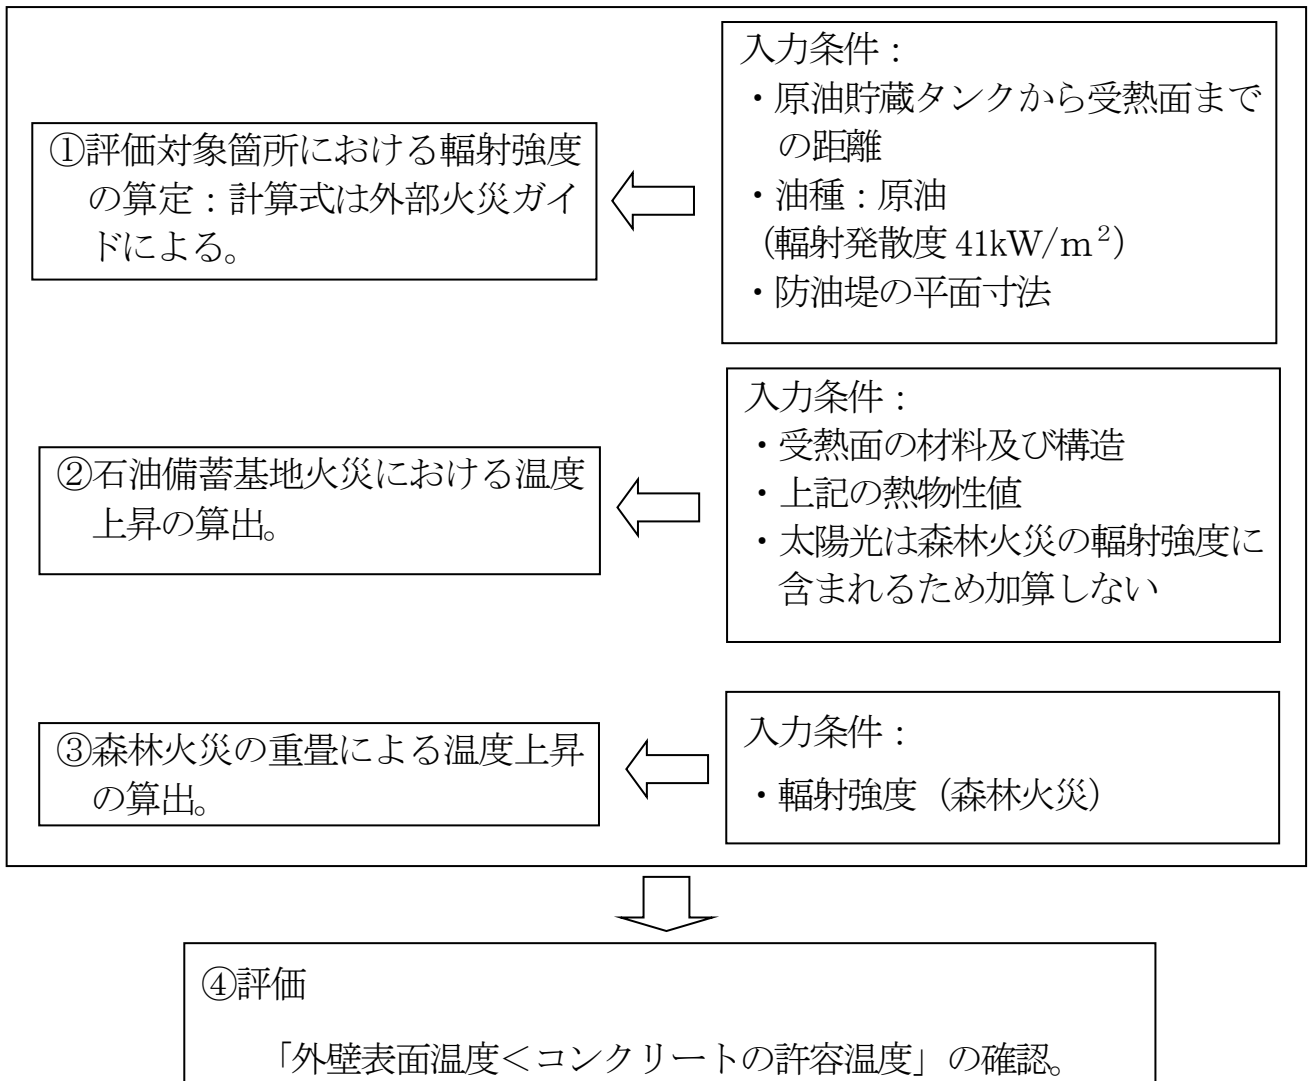 ①評価対象箇所における輻射強度
の算定：計算式は外部火災ガイ
ドによる。
入力条件：
・原油貯蔵タンクから受熱面まで
の距離
・油種：原油
（輻射発散度 41kW/m²）
・防油堤の平面寸法
②石油備蓄基地火災における温度
上昇の算出。
入力条件：
・受熱面の材料及び構造
・上記の熱物性値
・太陽光は森林火災の輻射強度に
含まれるため加算しない
③森林火災の重畳による温度上昇
の算出。
入力条件：
・輻射強度（森林火災）
④評価
「外壁表面温度＜コンクリートの許容温度」の確認。